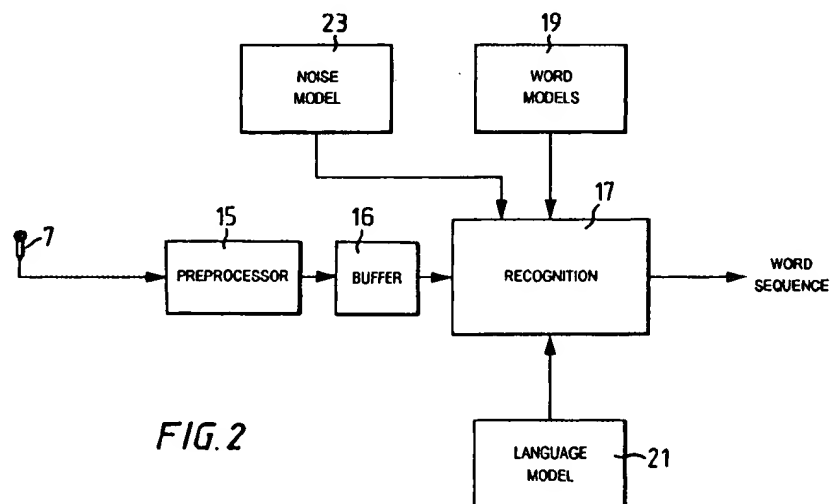 23
NOISE
MODEL
19
WORD
MODELS
7
15
PREPROCESSOR
16
BUFFER
17
RECOGNITION
WORD
SEQUENCE
FIG. 2
LANGUAGE
MODEL
21